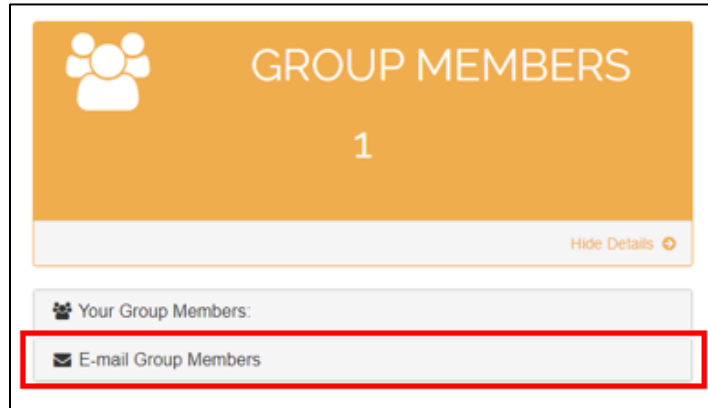 GROUP MEMBERS
1
Hide Details
Your Group Members:
E-mail Group Members